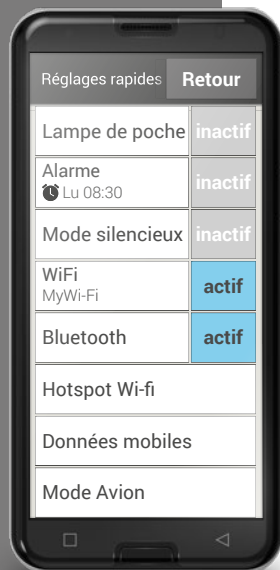 Réglages rapides Retour
Lampe de poche inactif
Alarme inactif
Lu 08:30
Mode silencieux inactif
WiFi actif
MyWi-Fi
Bluetooth actif
Hotspot Wi-fi
Données mobiles
Mode Avion